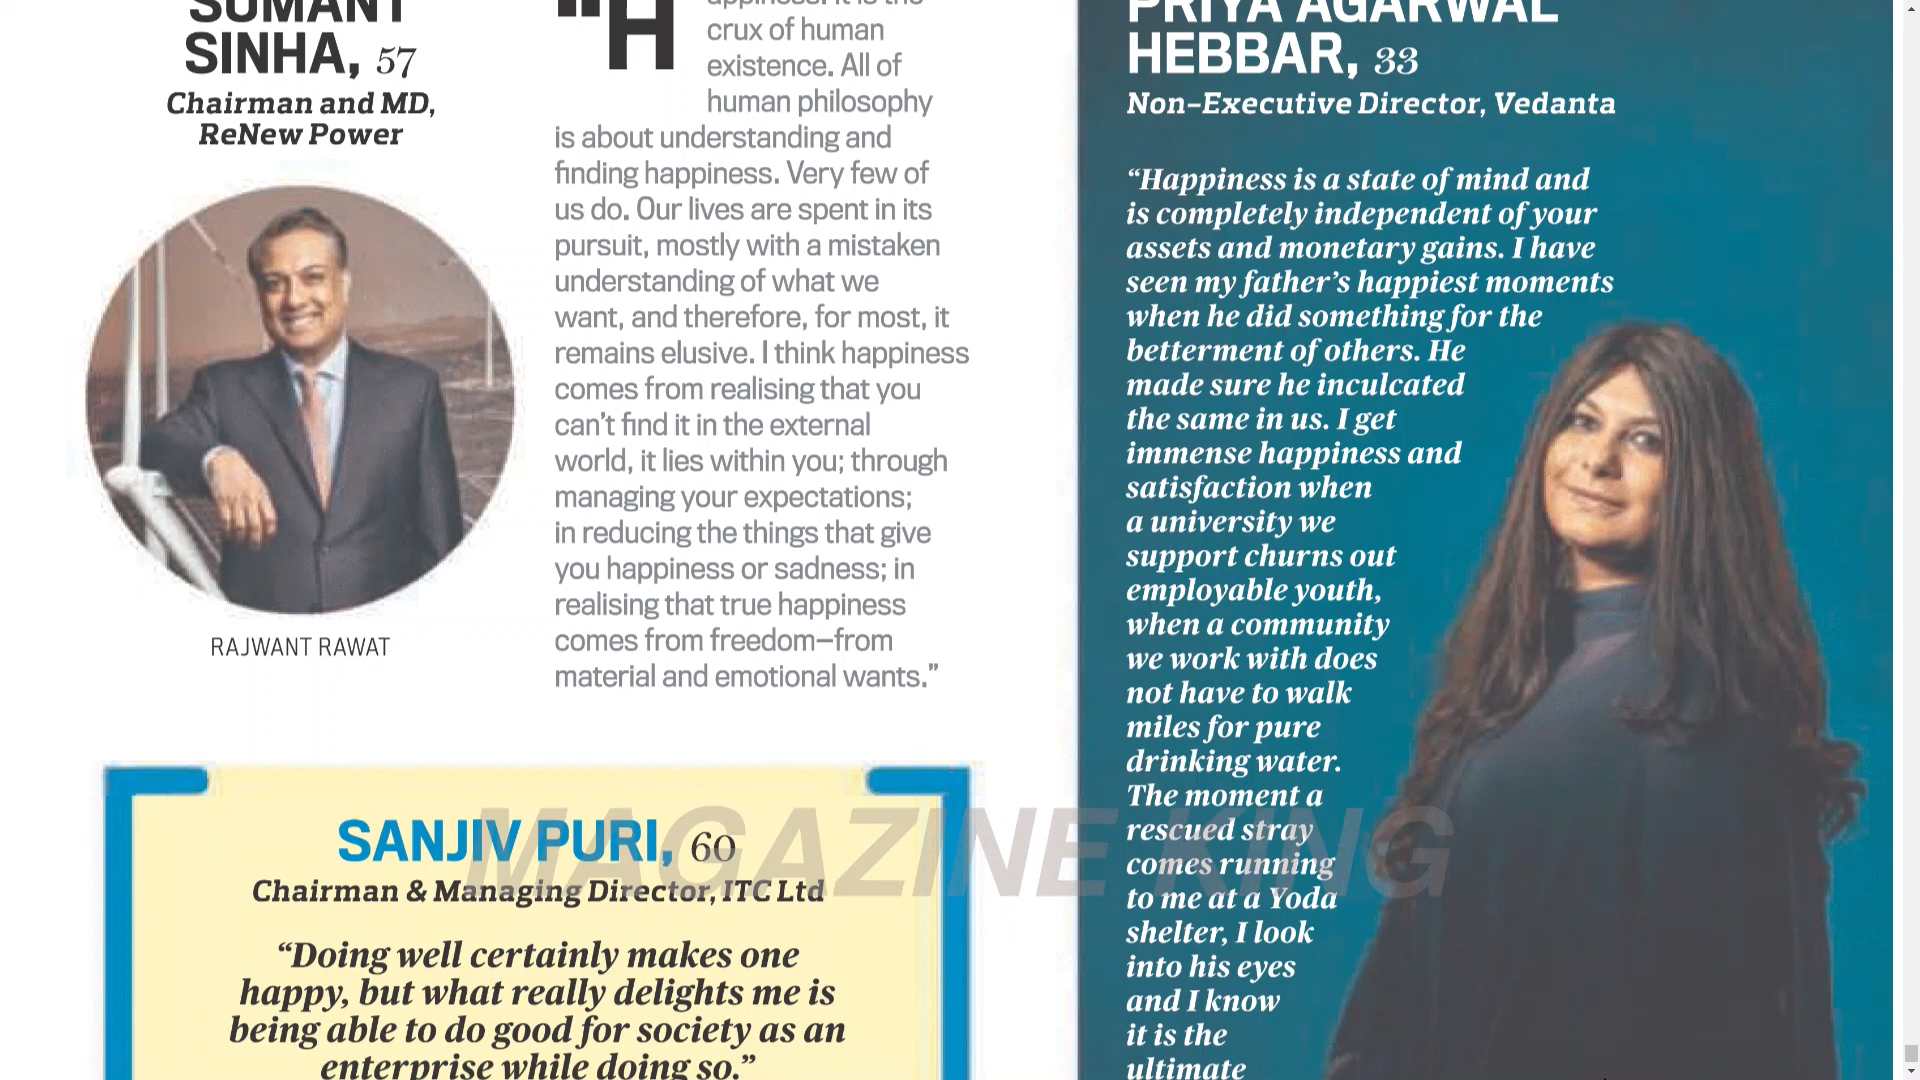 SUMANT
SINHA, 57
Chairman and MD,
ReNew Power
RAJWANT RAWAT
“Happiness. It is the
crux of human
existence. All of
human philosophy
is about understanding and
finding happiness. Very few of
us do. Our lives are spent in its
pursuit, mostly with a mistaken
understanding of what we
want, and therefore, for most, it
remains elusive. I think happiness
comes from realising that you
can’t find it in the external
world, it lies within you; through
managing your expectations;
in reducing the things that give
you happiness or sadness; in
realising that true happiness
comes from freedom—from
material and emotional wants.”
SANJIV PURI, 60
Chairman & Managing Director, ITC Ltd
“Doing well certainly makes one
happy, but what really delights me is
being able to do good for society as an
enterprise while doing so.”
PRIYA AGARWAL
HEBBAR, 33
Non-Executive Director, Vedanta
“Happiness is a state of mind and
is completely independent of your
assets and monetary gains. I have
seen my father’s happiest moments
when he did something for the
betterment of others. He
made sure he inculcated
the same in us. I get
immense happiness and
satisfaction when
a university we
support churns out
employable youth,
when a community
we work with does
not have to walk
miles for pure
drinking water.
The moment a
rescued stray
comes running
to me at a Yoda
shelter, I look
into his eyes
and I know
it is the
ultimate
MAGAZINE KING